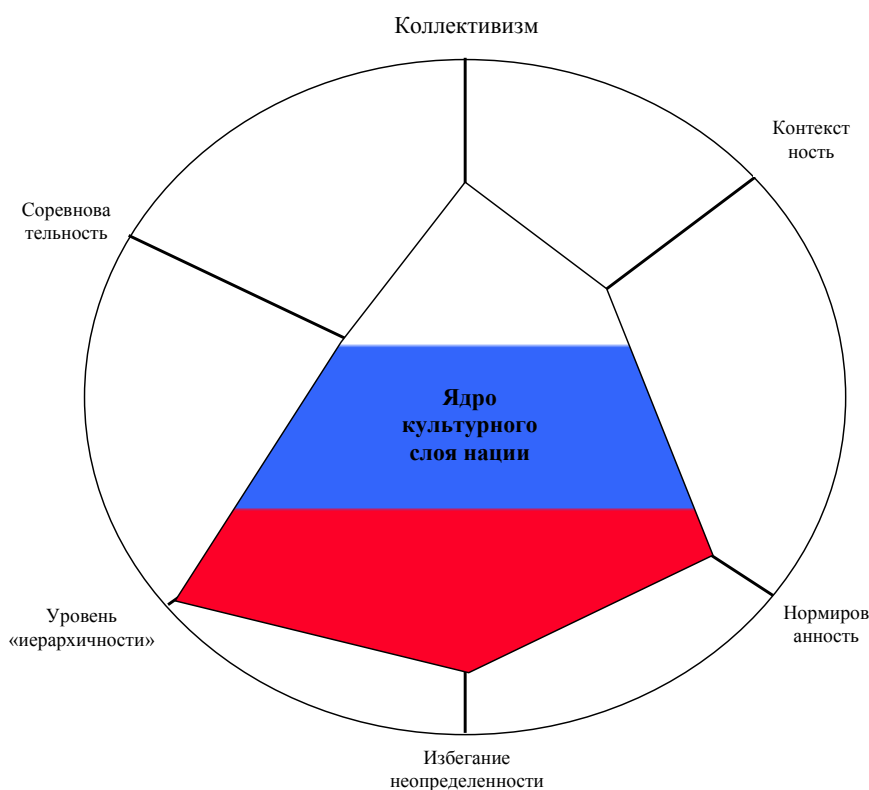 Коллективизм
Контекст
ность
Соревнова
тельность
Ядро
культурного
слоя нации
Уровень
«иерархичности»
Нормиров
анность
Избегание
неопределенности